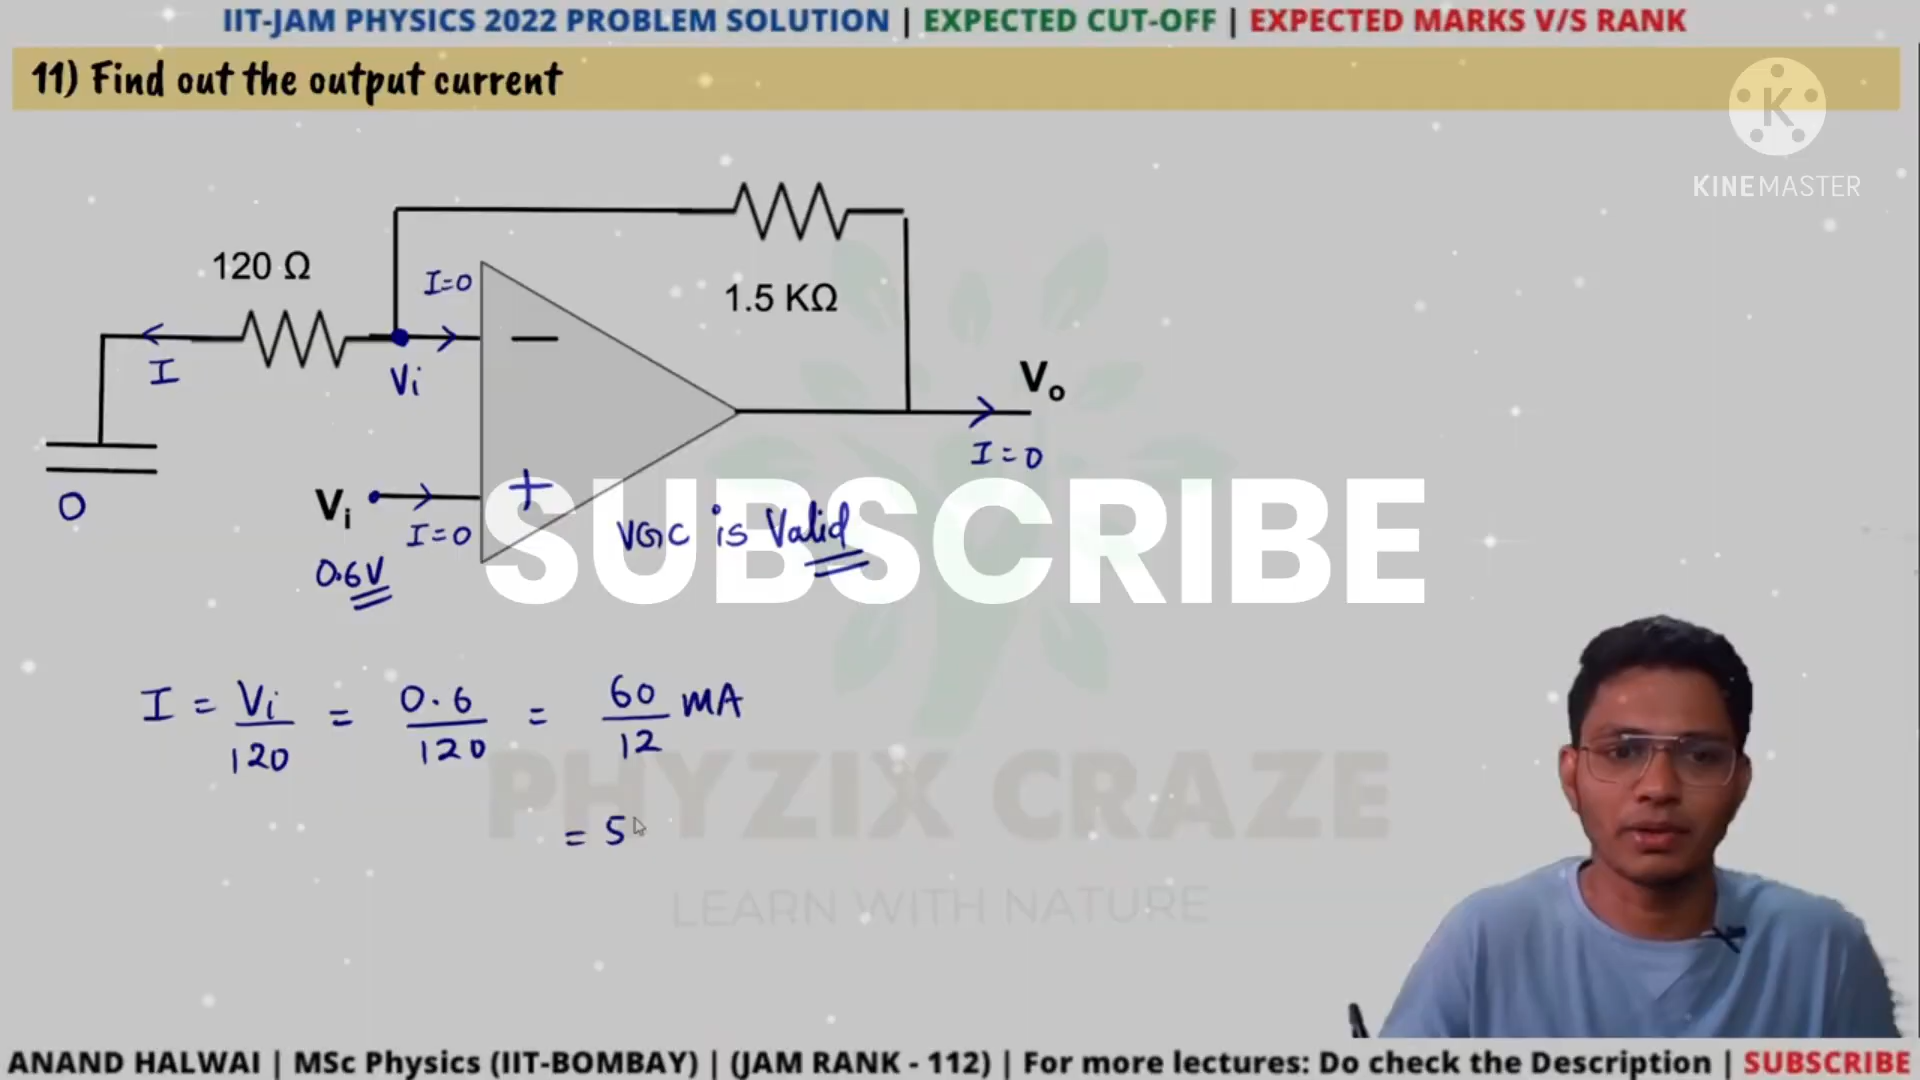 IIT-JAM PHYSICS 2022 PROBLEM SOLUTION | EXPECTED CUT-OFF | EXPECTED MARKS V/S RANK
11) Find out the output current
K
KINEMASTER
120 Ω
I=0
1.5 KΩ
I
Vi
−
Vo
I=0
0
Vi
I=0
+
0.6V
VGC is Valid
SUBSCRIBE
I = Vi/120 = 0.6/120 = 60/12 mA
= 5
PHYZIX CRAZE
LEARN WITH NATURE
ANAND HALWAI | MSc Physics (IIT-BOMBAY) | (JAM RANK - 112) | For more lectures: Do check the Description | SUBSCRIBE